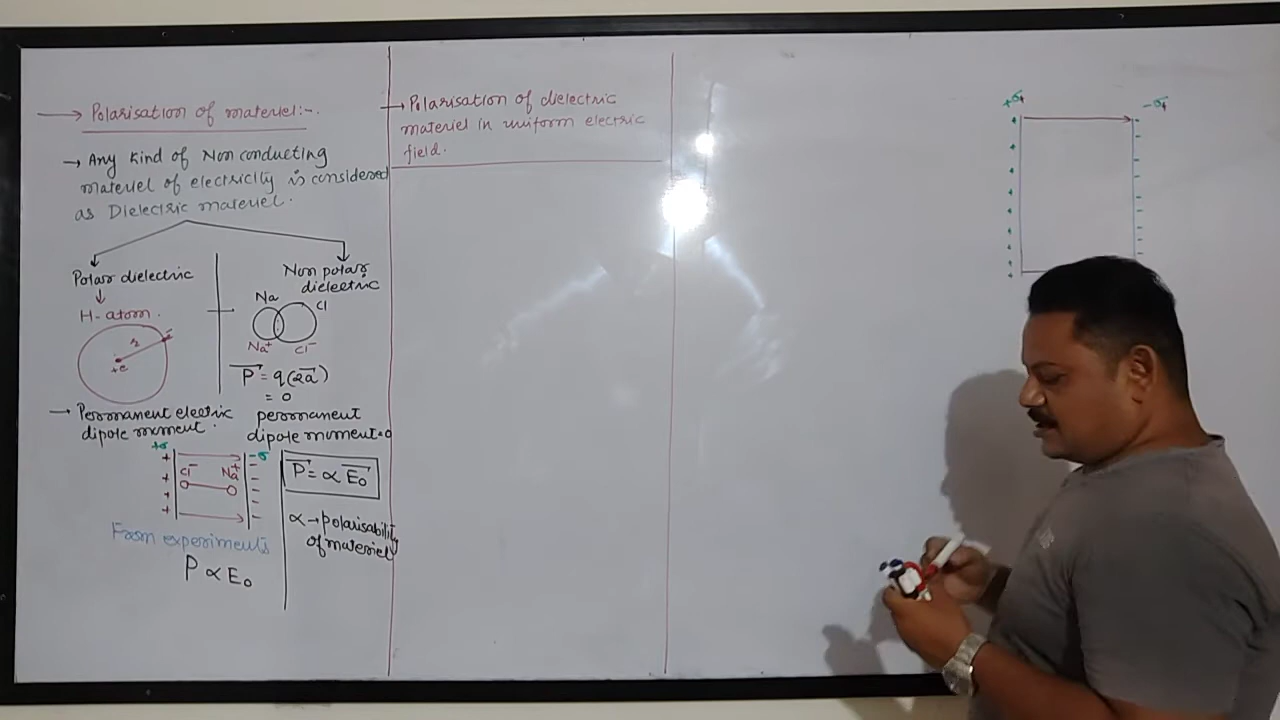 → Polarisation of materiel:-.
→ Any kind of Non conducting
materiel of electricity is considered
as Dielectric materiel.
Polar dielectric
Non polar
dielectric
H-atom.
Na Cl
r
e⁻
+e
Na⁺ Cl⁻
P⃗ = q(2a⃗)
= 0
→ Permanent electric
dipole moment.
permanent
dipole moment=0
+σ -σ
Cl⁻ Na⁺
P⃗ = α E₀⃗
α → polarisability
of materiel
From experiments
P ∝ E₀
→ Polarisation of dielectric
materiel in uniform electric
field.
+σf -σf